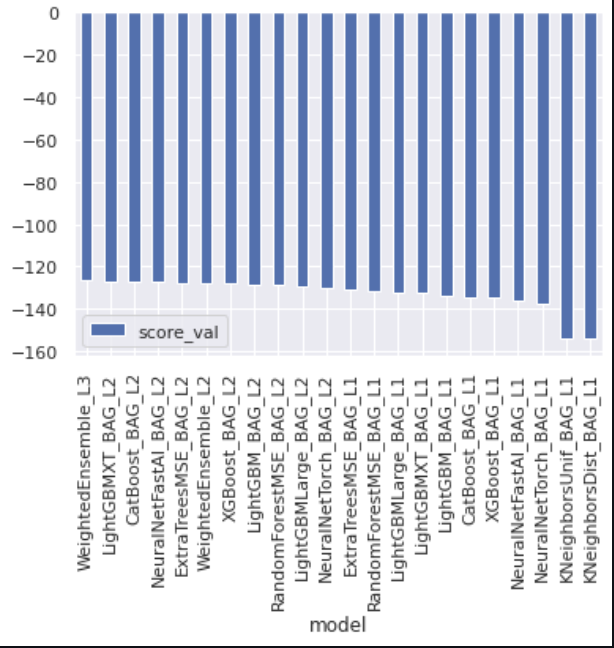 0
−20
−40
−60
−80
−100
−120
−140
−160
score_val
WeightedEnsemble_L3
LightGBMXT_BAG_L2
CatBoost_BAG_L2
NeuralNetFastAI_BAG_L2
ExtraTreesMSE_BAG_L2
WeightedEnsemble_L2
XGBoost_BAG_L2
LightGBM_BAG_L2
RandomForestMSE_BAG_L2
LightGBMLarge_BAG_L2
NeuralNetTorch_BAG_L2
ExtraTreesMSE_BAG_L1
RandomForestMSE_BAG_L1
LightGBMLarge_BAG_L1
LightGBMXT_BAG_L1
LightGBM_BAG_L1
CatBoost_BAG_L1
XGBoost_BAG_L1
NeuralNetFastAI_BAG_L1
NeuralNetTorch_BAG_L1
KNeighborsUnif_BAG_L1
KNeighborsDist_BAG_L1
model